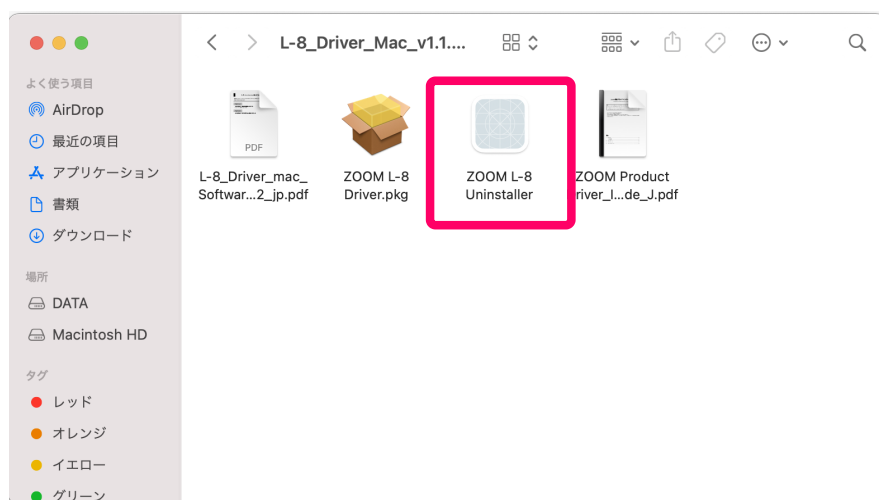 L-8_Driver_Mac_v1.1....
よく使う項目
AirDrop
最近の項目
アプリケーション
書類
ダウンロード
場所
DATA
Macintosh HD
タグ
レッド
オレンジ
イエロー
グリーン
PDF
L-8_Driver_mac_
Softwar...2_jp.pdf
ZOOM L-8
Driver.pkg
ZOOM L-8
Uninstaller
ZOOM Product
river_I...de_J.pdf